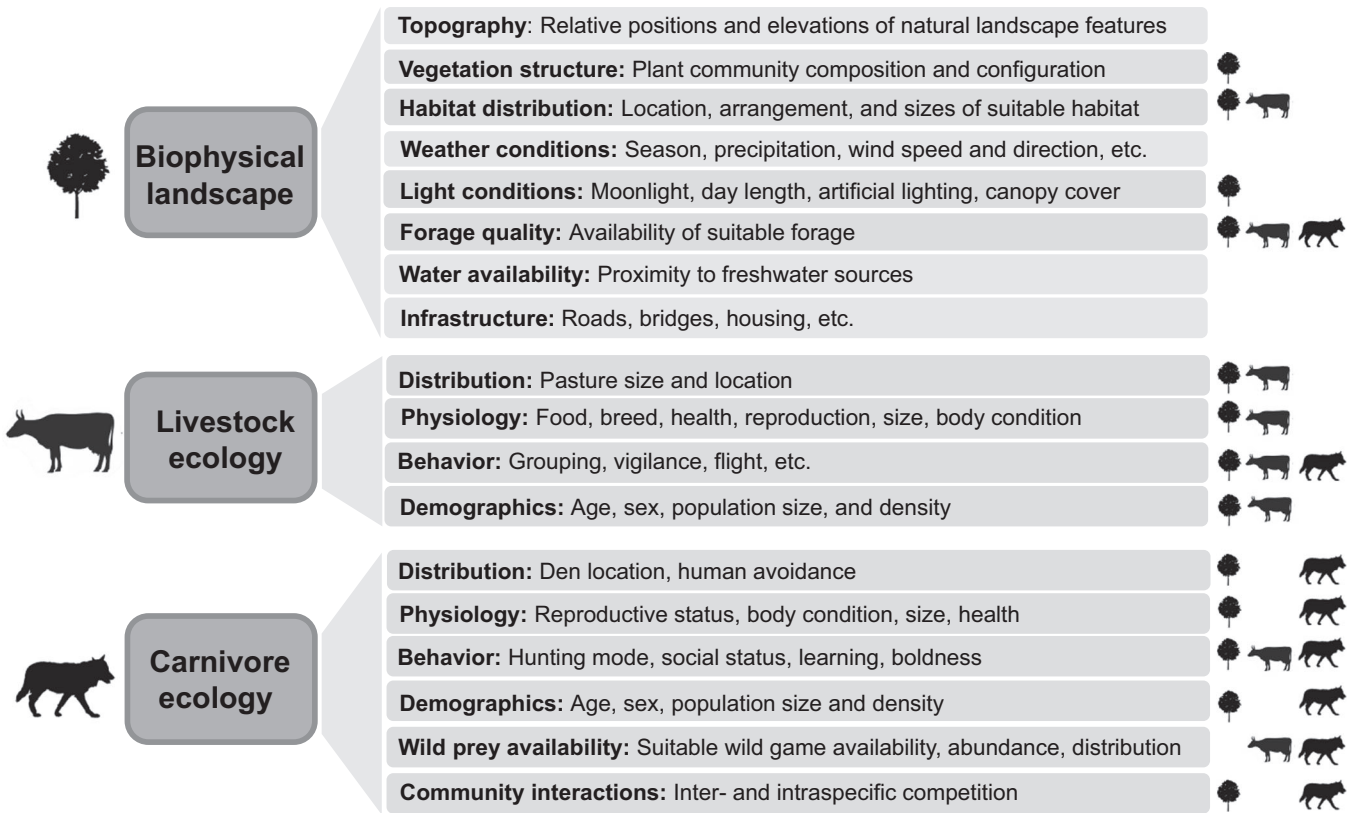 Biophysical
landscape
Topography: Relative positions and elevations of natural landscape features
Vegetation structure: Plant community composition and configuration
Habitat distribution: Location, arrangement, and sizes of suitable habitat
Weather conditions: Season, precipitation, wind speed and direction, etc.
Light conditions: Moonlight, day length, artificial lighting, canopy cover
Forage quality: Availability of suitable forage
Water availability: Proximity to freshwater sources
Infrastructure: Roads, bridges, housing, etc.
Livestock
ecology
Distribution: Pasture size and location
Physiology: Food, breed, health, reproduction, size, body condition
Behavior: Grouping, vigilance, flight, etc.
Demographics: Age, sex, population size, and density
Carnivore
ecology
Distribution: Den location, human avoidance
Physiology: Reproductive status, body condition, size, health
Behavior: Hunting mode, social status, learning, boldness
Demographics: Age, sex, population size and density
Wild prey availability: Suitable wild game availability, abundance, distribution
Community interactions: Inter- and intraspecific competition